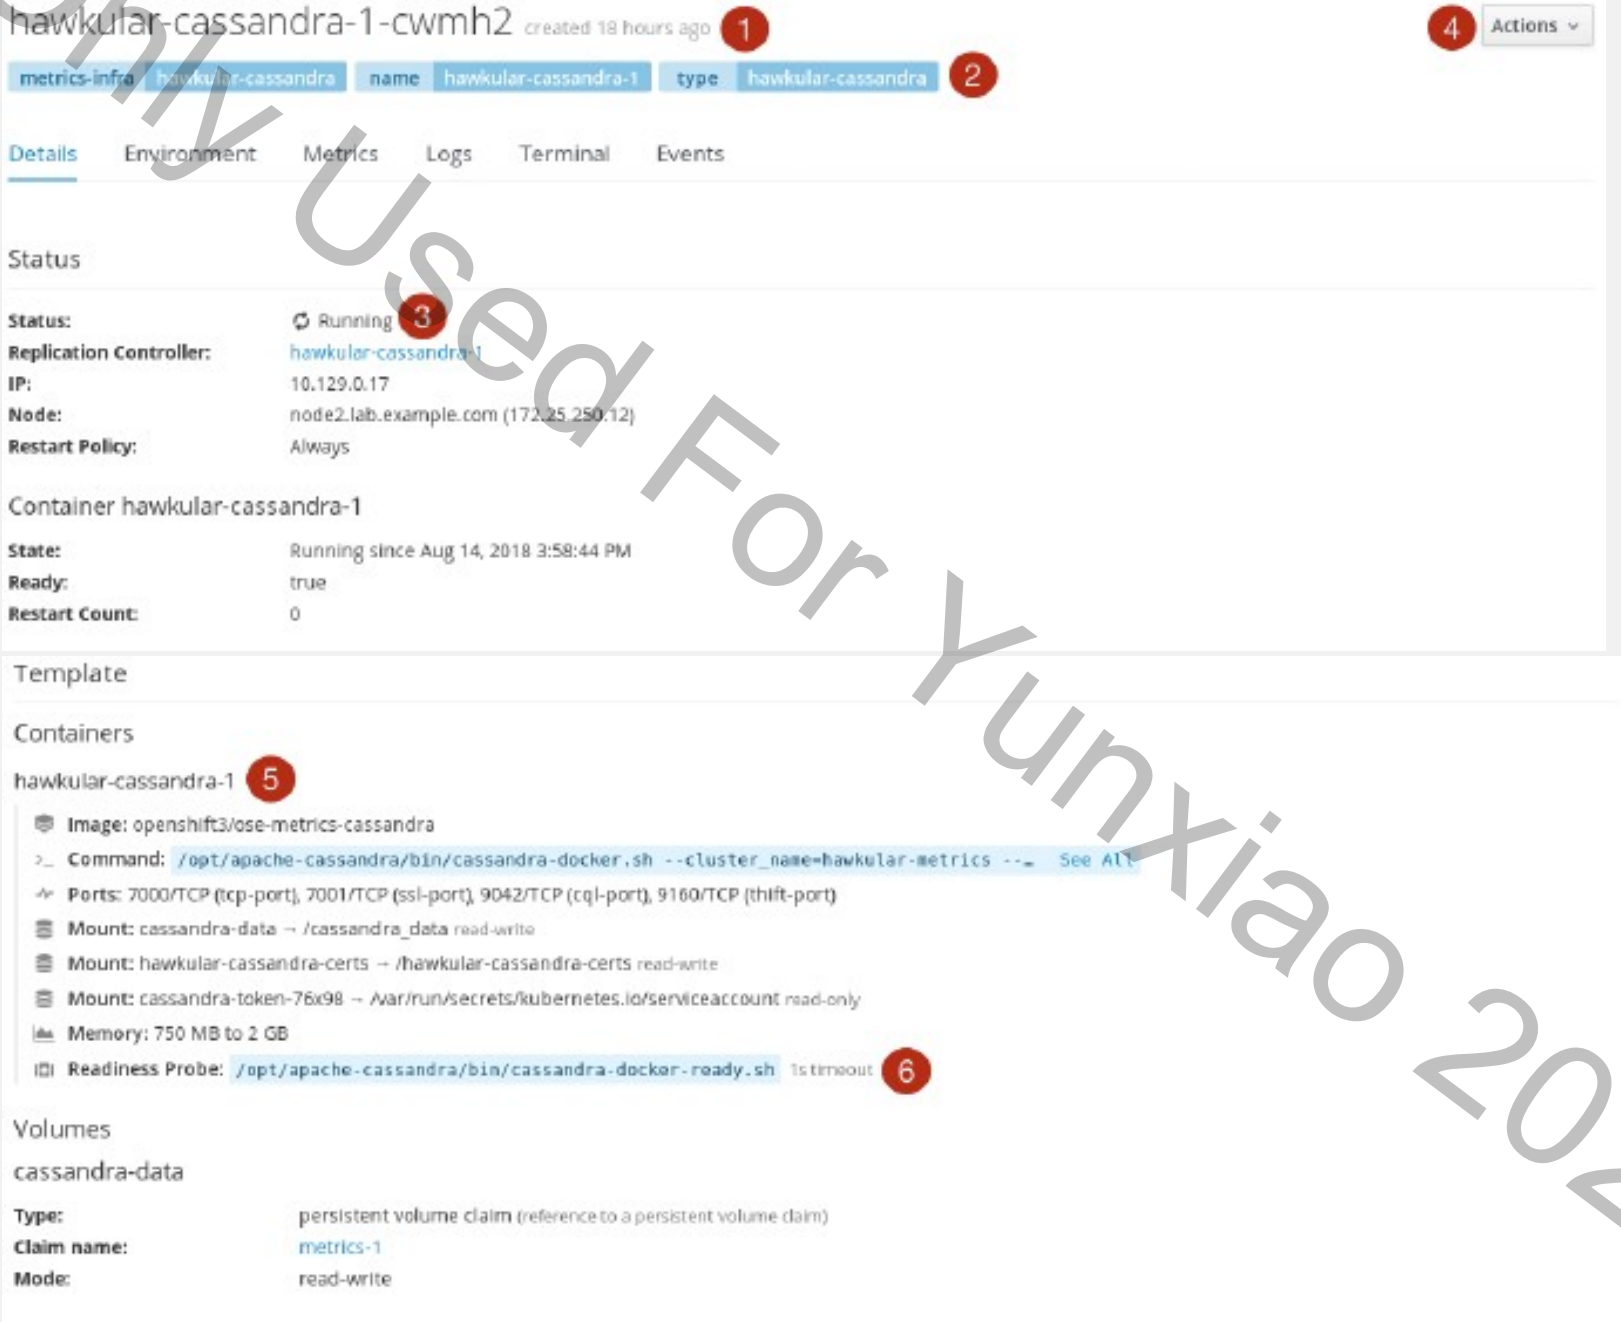 hawkular-cassandra-1-cwmh2 created 18 hours ago 1
4 Actions
metrics-infra hawkular-cassandra name hawkular-cassandra-1 type hawkular-cassandra 2
Details Environment Metrics Logs Terminal Events
Status
Status: Running 3
Replication Controller: hawkular-cassandra-1
IP: 10.129.0.17
Node: node2.lab.example.com (172.25.250.12)
Restart Policy: Always
Container hawkular-cassandra-1
State: Running since Aug 14, 2018 3:58:44 PM
Ready: true
Restart Count: 0
Template
Containers
hawkular-cassandra-1 5
Image: openshift3/ose-metrics-cassandra
>_ Command: /opt/apache-cassandra/bin/cassandra-docker.sh --cluster_name=hawkular-metrics --… See All
Ports: 7000/TCP (tcp-port), 7001/TCP (ssl-port), 9042/TCP (cql-port), 9160/TCP (thift-port)
Mount: cassandra-data → /cassandra_data read-write
Mount: hawkular-cassandra-certs → /hawkular-cassandra-certs read-write
Mount: cassandra-token-76x98 → /var/run/secrets/kubernetes.io/serviceaccount read-only
Memory: 750 MB to 2 GB
Readiness Probe: /opt/apache-cassandra/bin/cassandra-docker-ready.sh 1s timeout 6
Volumes
cassandra-data
Type: persistent volume claim (reference to a persistent volume claim)
Claim name: metrics-1
Mode: read-write
Only Used For Yunxiao 202